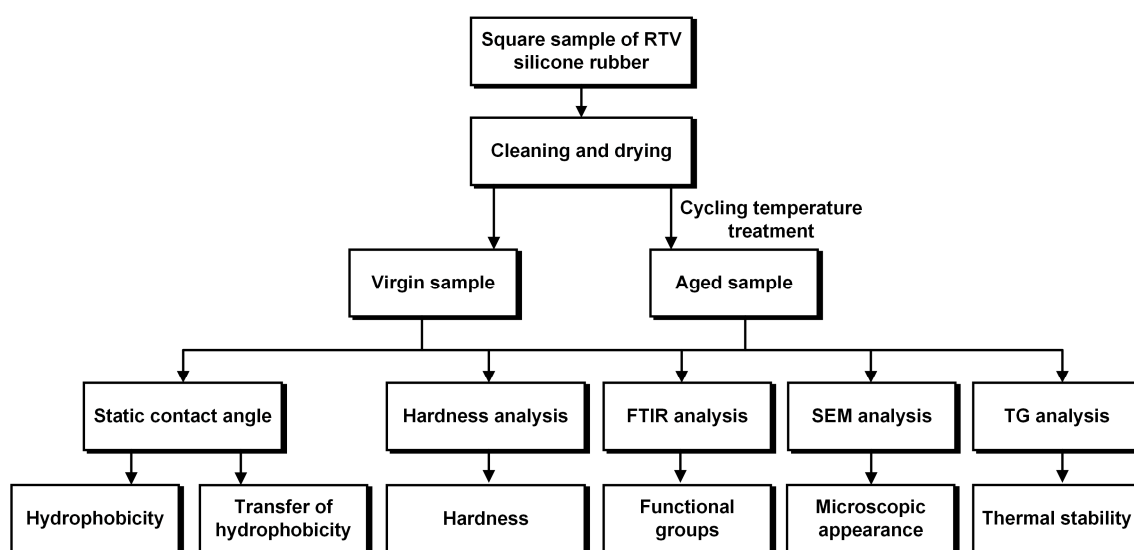 Square sample of RTV
silicone rubber
Cleaning and drying
Cycling temperature
treatment
Virgin sample
Aged sample
Static contact angle
Hardness analysis
FTIR analysis
SEM analysis
TG analysis
Hydrophobicity
Transfer of
hydrophobicity
Hardness
Functional
groups
Microscopic
appearance
Thermal stability